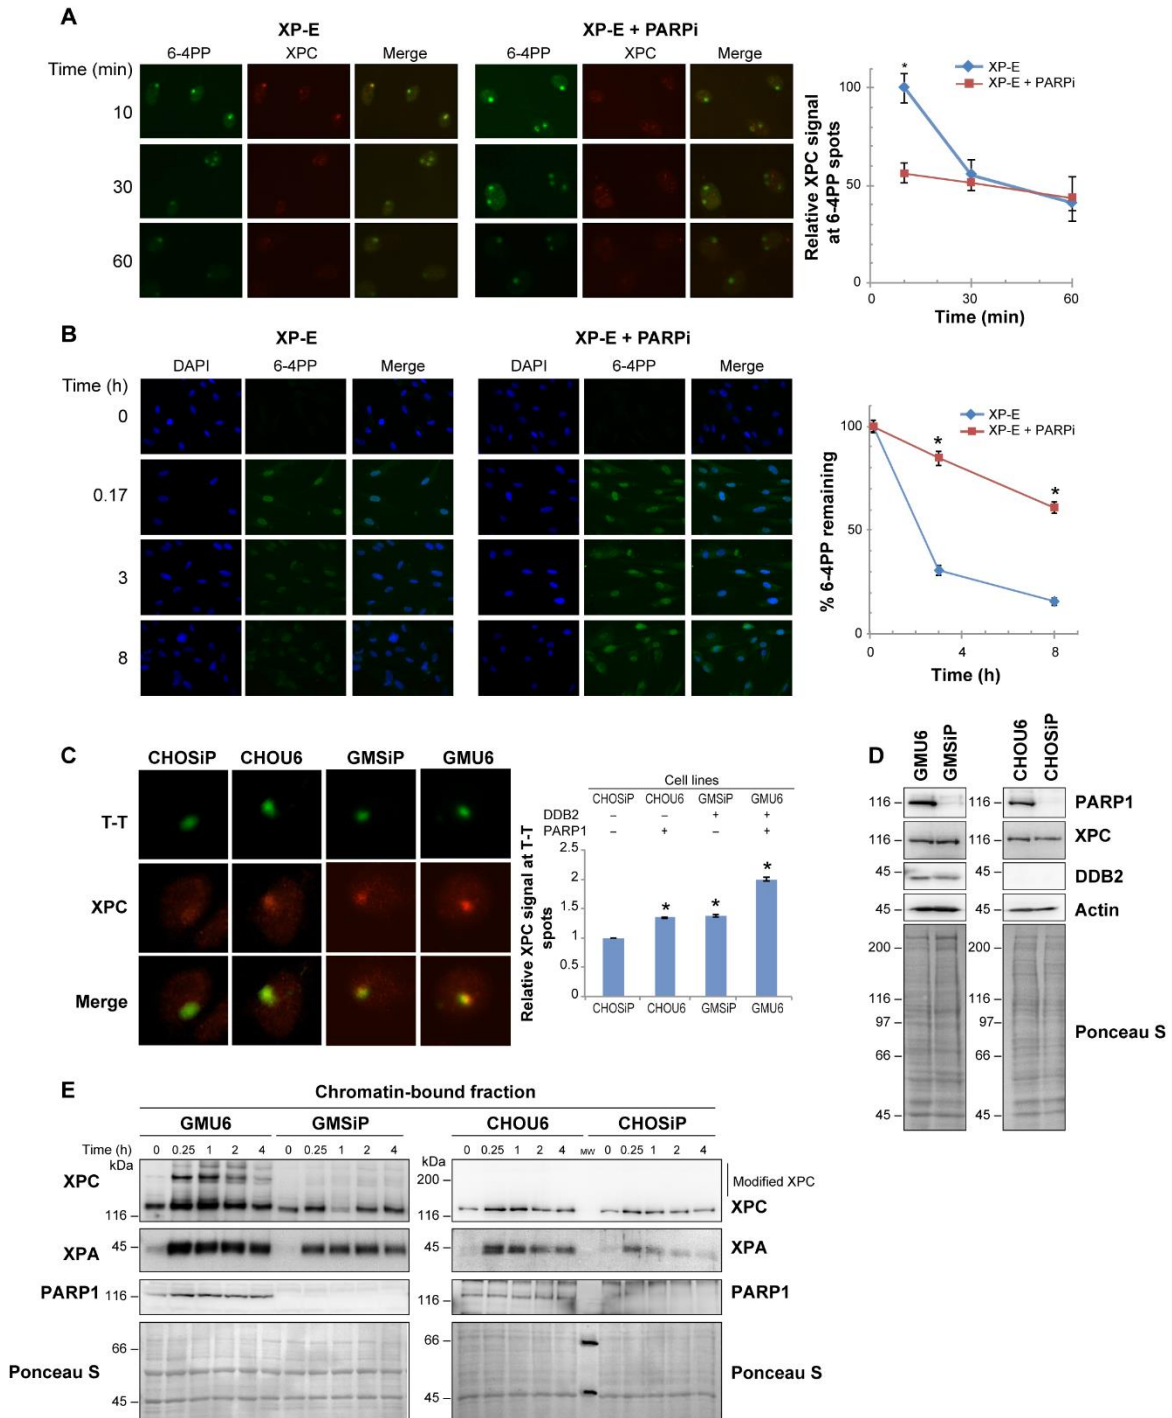 A
XP-E
XP-E + PARPi
6-4PP XPC Merge
6-4PP XPC Merge
Time (min)
10
30
60
Relative XPC signal
at 6-4PP spots
XP-E
XP-E + PARPi
*
100
50
0
0 30 60
Time (min)
B
XP-E
XP-E + PARPi
DAPI 6-4PP Merge
DAPI 6-4PP Merge
Time (h)
0
0.17
3
8
% 6-4PP remaining
XP-E
XP-E + PARPi
*
*
100
50
0
0 4 8
Time (h)
C
CHOSiP CHOU6 GMSiP GMU6
T-T
XPC
Merge
Cell lines
CHOSiP CHOU6 GMSiP GMU6
DDB2 – – + +
PARP1 – + – +
Relative XPC signal at T-T
spots
2.5
2
1.5
1
0.5
0
* * *
CHOSiP CHOU6 GMSiP GMU6
D
GMU6 GMSiP CHOU6 CHOSiP
116 116 PARP1
116 116 XPC
45 45 DDB2
45 45 Actin
200 200
116 116
97 97
66 66
45 45
Ponceau S
E
Chromatin-bound fraction
GMU6 GMSiP CHOU6 CHOSiP
Time (h) 0 0.25 1 2 4 0 0.25 1 2 4 0 0.25 1 2 4 MW 0 0.25 1 2 4
kDa kDa
200 Modified XPC
XPC 116 116 XPC
XPA 45 45 XPA
PARP1 116 116 PARP1
66 66
Ponceau S Ponceau S
45 45